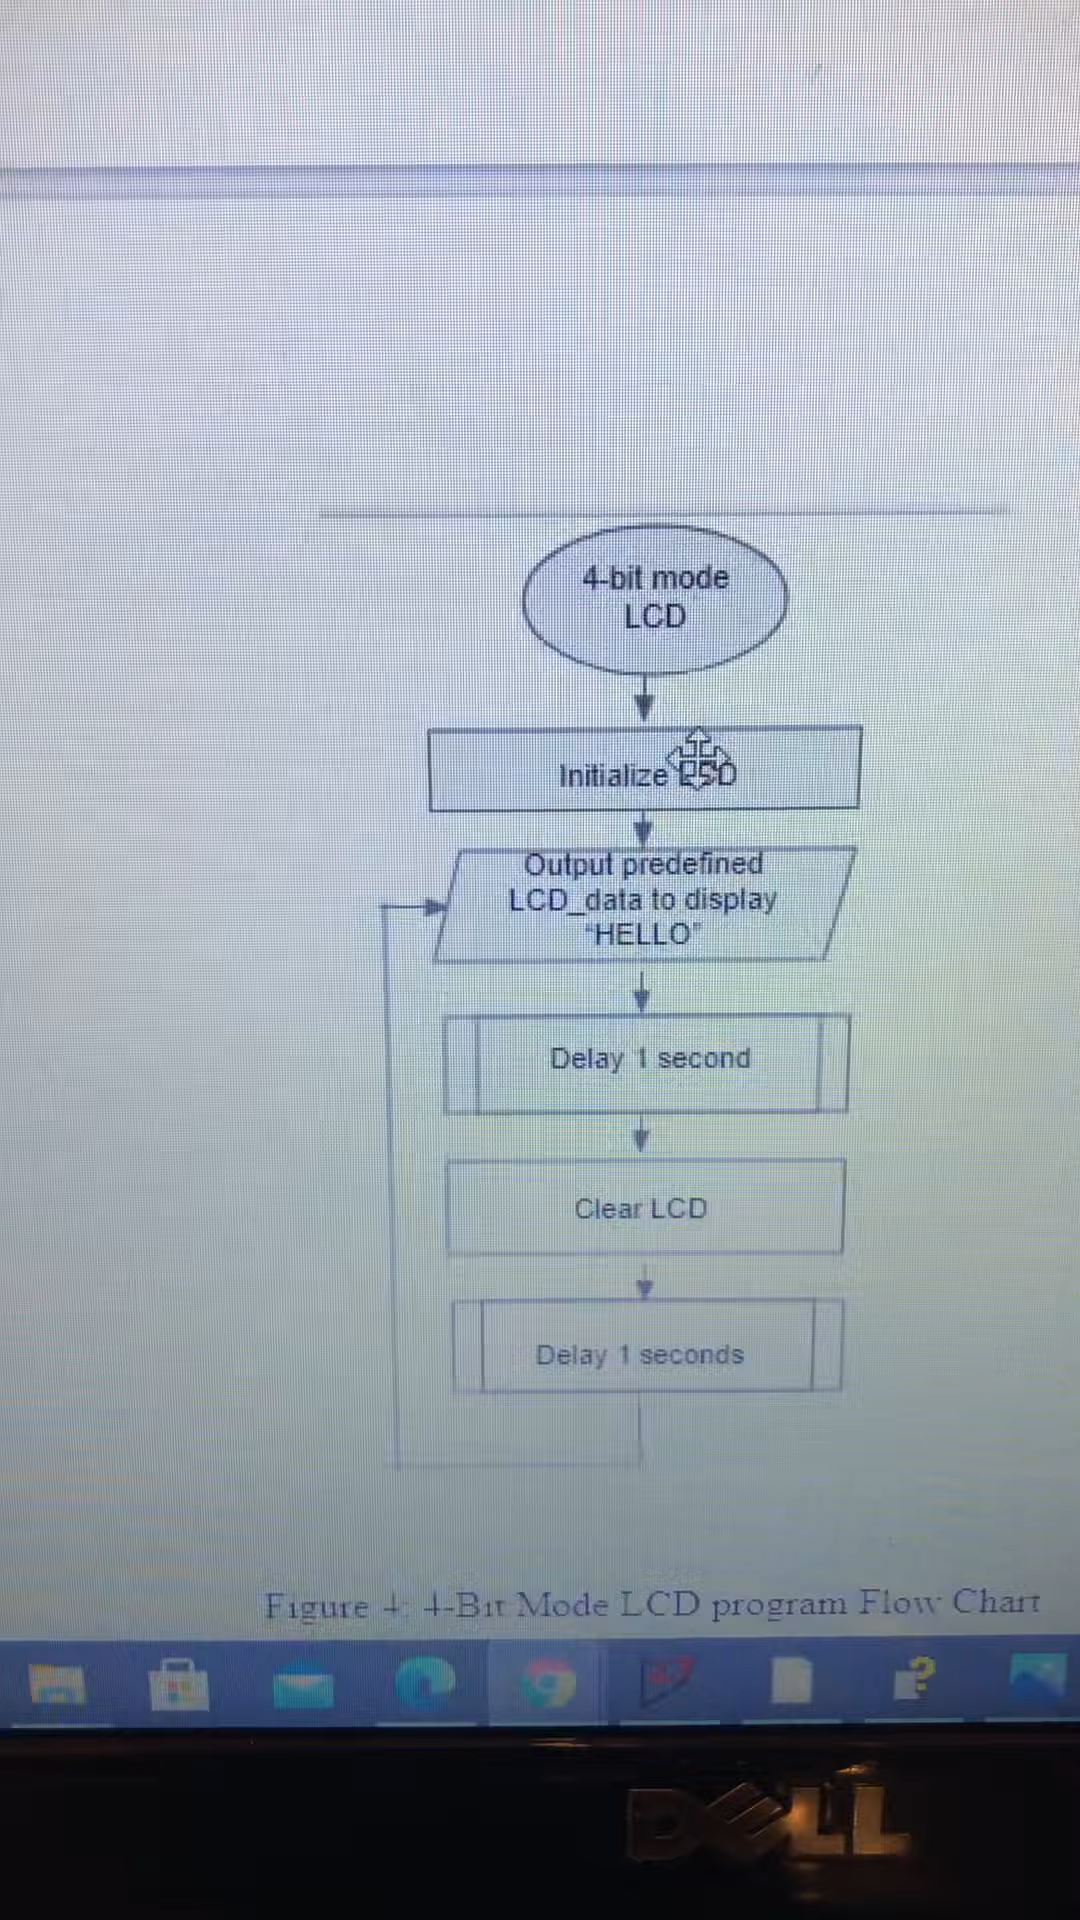 4-bit mode
LCD
Initialize
Output predefined
LCD_data to display
"HELLO"
Delay 1 second
Clear LCD
Delay 1 seconds
Figure 4: 4-Bit Mode LCD program Flow Chart
DELL